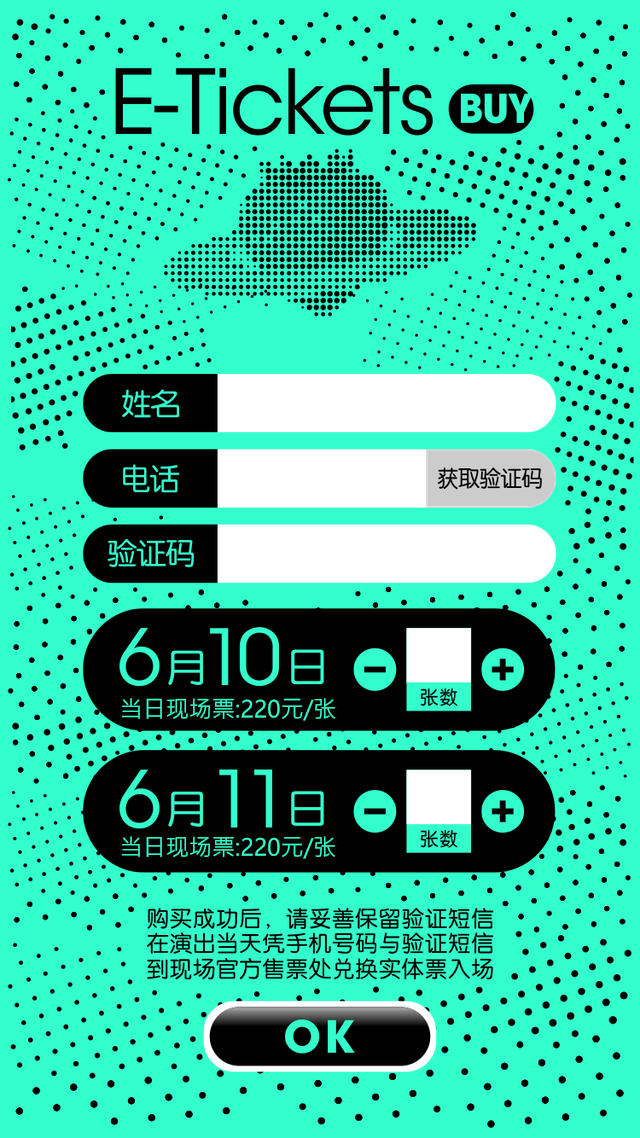 E-Tickets BUY
姓名
电话 获取验证码
验证码
6月10日
当日现场票:220元/张
张数
6月11日
当日现场票:220元/张
张数
购买成功后，请妥善保留验证短信
在演出当天凭手机号码与验证短信
到现场官方售票处兑换实体票入场
OK